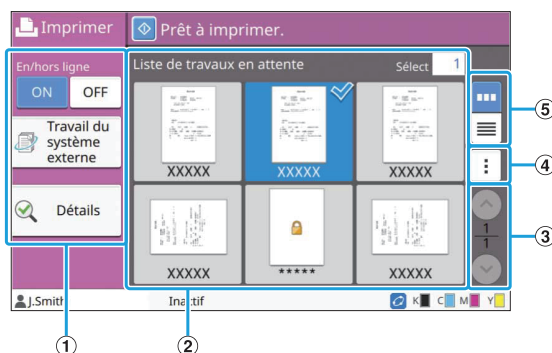 Imprimer
Prêt à imprimer.
En/hors ligne
ON OFF
Travail du
système
externe
Détails
Liste de travaux en attente
Sélect 1
XXXXX XXXXX XXXXX
XXXXX ***** XXXXX
1
1
J.Smith
Inactif
K C M Y
⑤
④
③
① ②